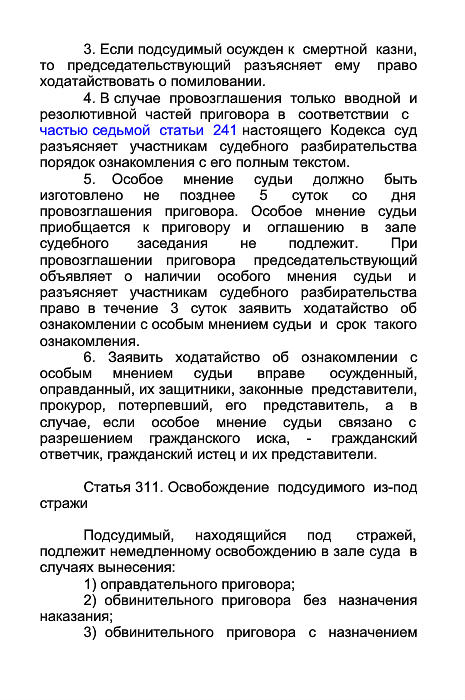 3. Если подсудимый осужден к смертной казни,
то председательствующий разъясняет ему право
ходатайствовать о помиловании.
4. В случае провозглашения только вводной и
резолютивной частей приговора в соответствии с
частью седьмой статьи 241 настоящего Кодекса суд
разъясняет участникам судебного разбирательства
порядок ознакомления с его полным текстом.
5. Особое мнение судьи должно быть
изготовлено не позднее 5 суток со дня
провозглашения приговора. Особое мнение судьи
приобщается к приговору и оглашению в зале
судебного заседания не подлежит. При
провозглашении приговора председательствующий
объявляет о наличии особого мнения судьи и
разъясняет участникам судебного разбирательства
право в течение 3 суток заявить ходатайство об
ознакомлении с особым мнением судьи и срок такого
ознакомления.
6. Заявить ходатайство об ознакомлении с
особым мнением судьи вправе осужденный,
оправданный, их защитники, законные представители,
прокурор, потерпевший, его представитель, а в
случае, если особое мнение судьи связано с
разрешением гражданского иска, - гражданский
ответчик, гражданский истец и их представители.
Статья 311. Освобождение подсудимого из-под
стражи
Подсудимый, находящийся под стражей,
подлежит немедленному освобождению в зале суда в
случаях вынесения:
1) оправдательного приговора;
2) обвинительного приговора без назначения
наказания;
3) обвинительного приговора с назначением